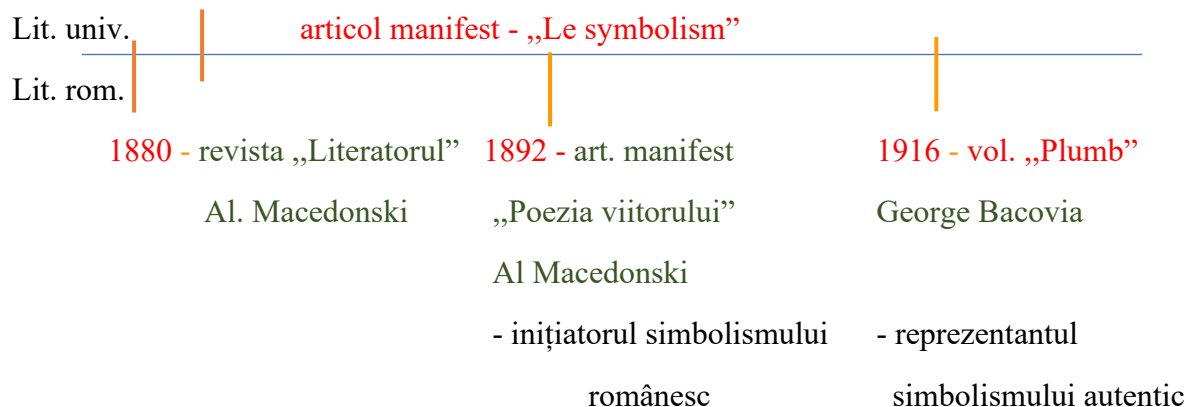 Lit. univ. articol manifest - ,,Le symbolism”
Lit. rom.
1880 - revista ,,Literatorul” 1892 - art. manifest 1916 - vol. ,,Plumb”
Al. Macedonski ,,Poezia viitorului” George Bacovia
Al Macedonski
- inițiatorul simbolismului - reprezentantul
românesc simbolismului autentic